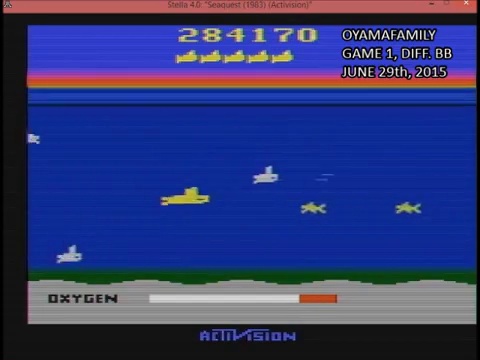 Stella 4.0: "Seaquest (1983) (Activision)"
284170
OYAMAFAMILY
GAME 1, DIFF. BB
JUNE 29th, 2015
OXYGEN
ACTIVISION